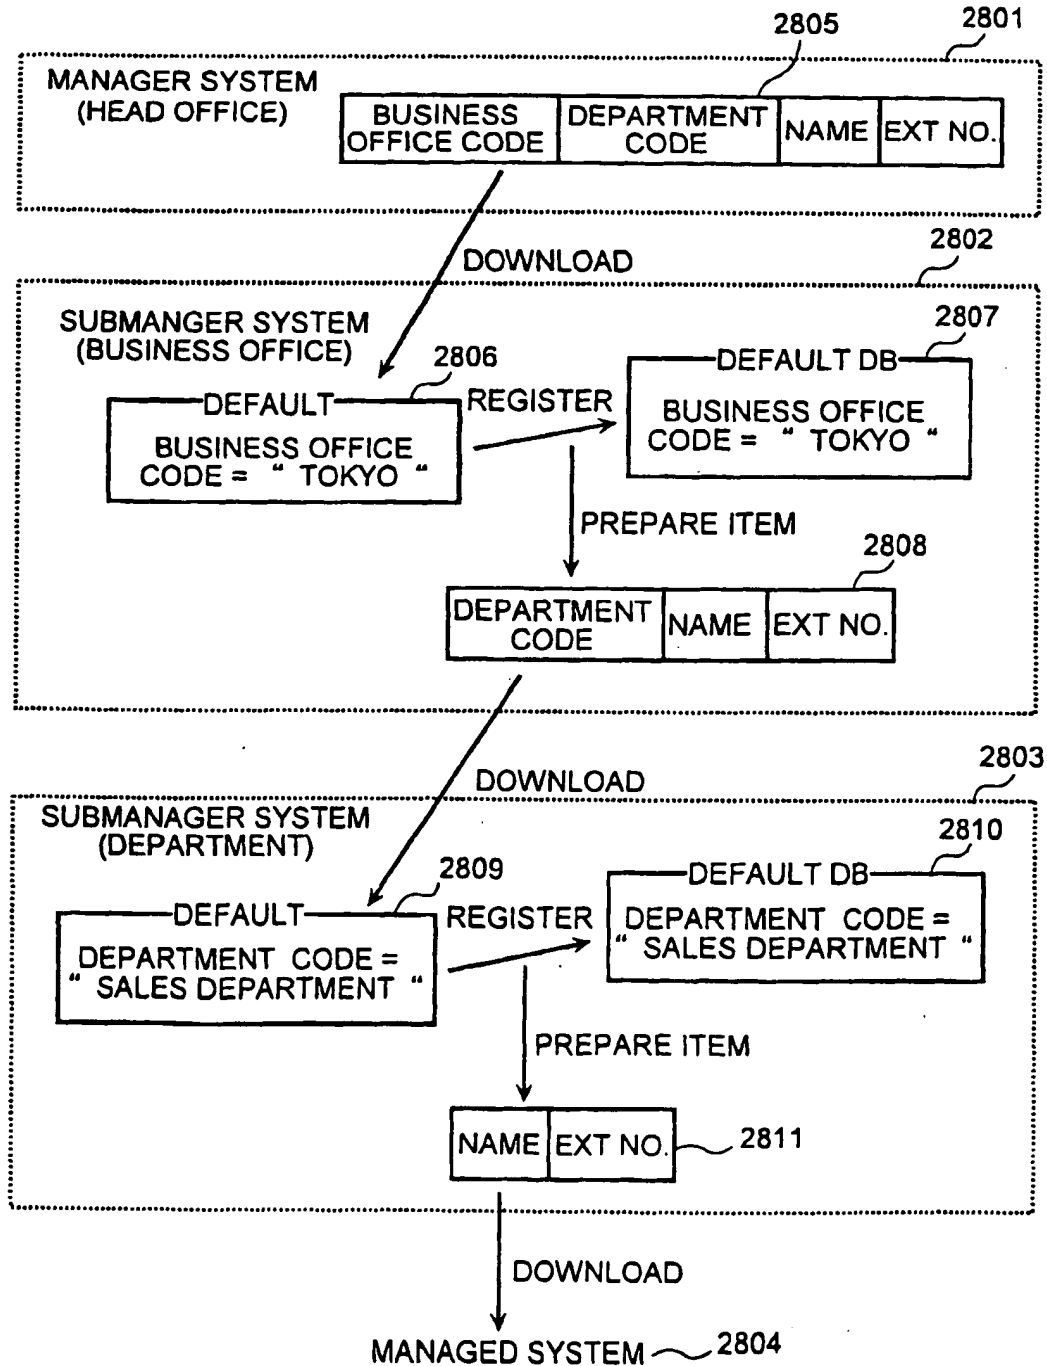 2805
2801
MANAGER SYSTEM
(HEAD OFFICE)
BUSINESS
OFFICE CODE
DEPARTMENT
CODE
NAME
EXT NO.
DOWNLOAD
2802
SUBMANGER SYSTEM
(BUSINESS OFFICE)
2806
2807
DEFAULT
REGISTER
DEFAULT DB
BUSINESS OFFICE
CODE = " TOKYO "
BUSINESS OFFICE
CODE = " TOKYO "
PREPARE ITEM
2808
DEPARTMENT
CODE
NAME
EXT NO.
DOWNLOAD
2803
SUBMANAGER SYSTEM
(DEPARTMENT)
2809
2810
DEFAULT
REGISTER
DEFAULT DB
DEPARTMENT CODE =
" SALES DEPARTMENT "
DEPARTMENT CODE =
" SALES DEPARTMENT "
PREPARE ITEM
NAME
EXT NO.
2811
DOWNLOAD
MANAGED SYSTEM
2804